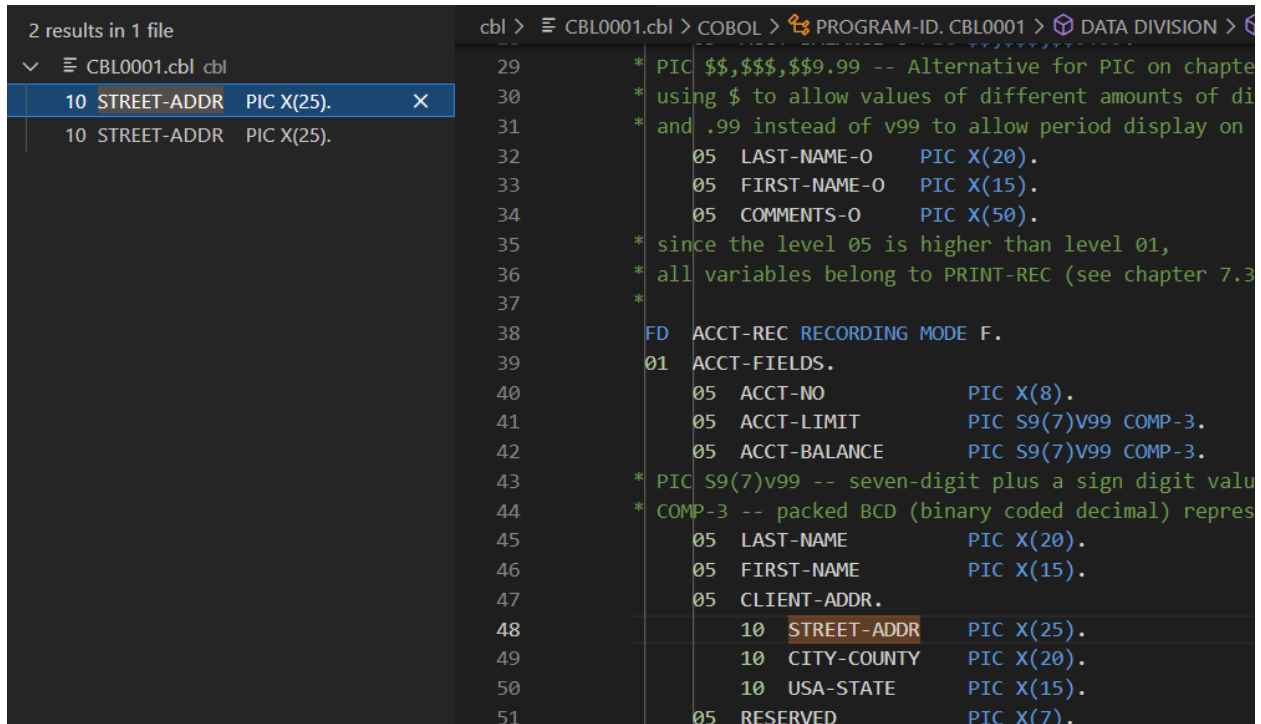 2 results in 1 file
CBL0001.cbl cbl
10 STREET-ADDR PIC X(25).
10 STREET-ADDR PIC X(25).
cbl > CBL0001.cbl > COBOL > PROGRAM-ID. CBL0001 > DATA DIVISION >
29 * PIC $$,$$$,$$9.99 -- Alternative for PIC on chapte
30 * using $ to allow values of different amounts of di
31 * and .99 instead of v99 to allow period display on
32 05 LAST-NAME-O PIC X(20).
33 05 FIRST-NAME-O PIC X(15).
34 05 COMMENTS-O PIC X(50).
35 * since the level 05 is higher than level 01,
36 * all variables belong to PRINT-REC (see chapter 7.3
37 *
38 FD ACCT-REC RECORDING MODE F.
39 01 ACCT-FIELDS.
40 05 ACCT-NO PIC X(8).
41 05 ACCT-LIMIT PIC S9(7)V99 COMP-3.
42 05 ACCT-BALANCE PIC S9(7)V99 COMP-3.
43 * PIC S9(7)v99 -- seven-digit plus a sign digit valu
44 * COMP-3 -- packed BCD (binary coded decimal) repres
45 05 LAST-NAME PIC X(20).
46 05 FIRST-NAME PIC X(15).
47 05 CLIENT-ADDR.
48 10 STREET-ADDR PIC X(25).
49 10 CITY-COUNTY PIC X(20).
50 10 USA-STATE PIC X(15).
51 05 RESERVED PIC X(7).